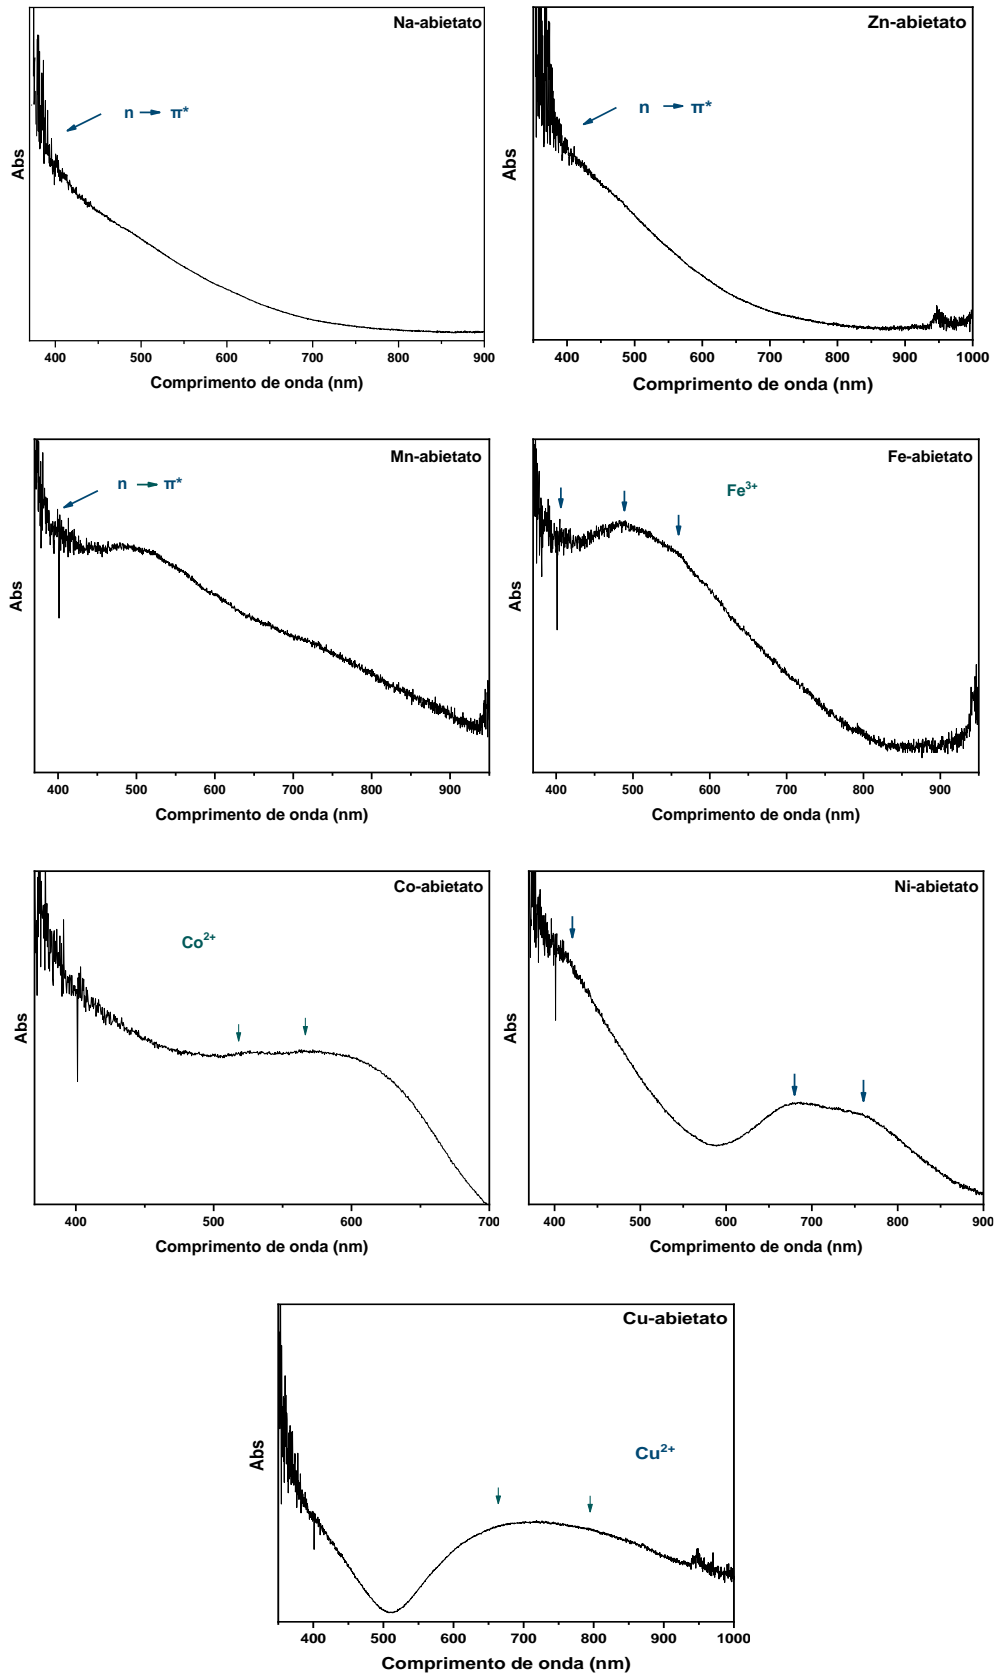 Na-abietato
n → π*
Abs
400 500 600 700 800 900
Comprimento de onda (nm)
Zn-abietato
n → π*
Abs
400 500 600 700 800 900 1000
Comprimento de onda (nm)
Mn-abietato
n → π*
Abs
400 500 600 700 800 900
Comprimento de onda (nm)
Fe-abietato
Fe³⁺
Abs
400 500 600 700 800 900
Comprimento de onda (nm)
Co-abietato
Co²⁺
Abs
400 500 600 700
Comprimento de onda (nm)
Ni-abietato
Abs
400 500 600 700 800 900
Comprimento de onda (nm)
Cu-abietato
Cu²⁺
Abs
400 500 600 700 800 900 1000
Comprimento de onda (nm)